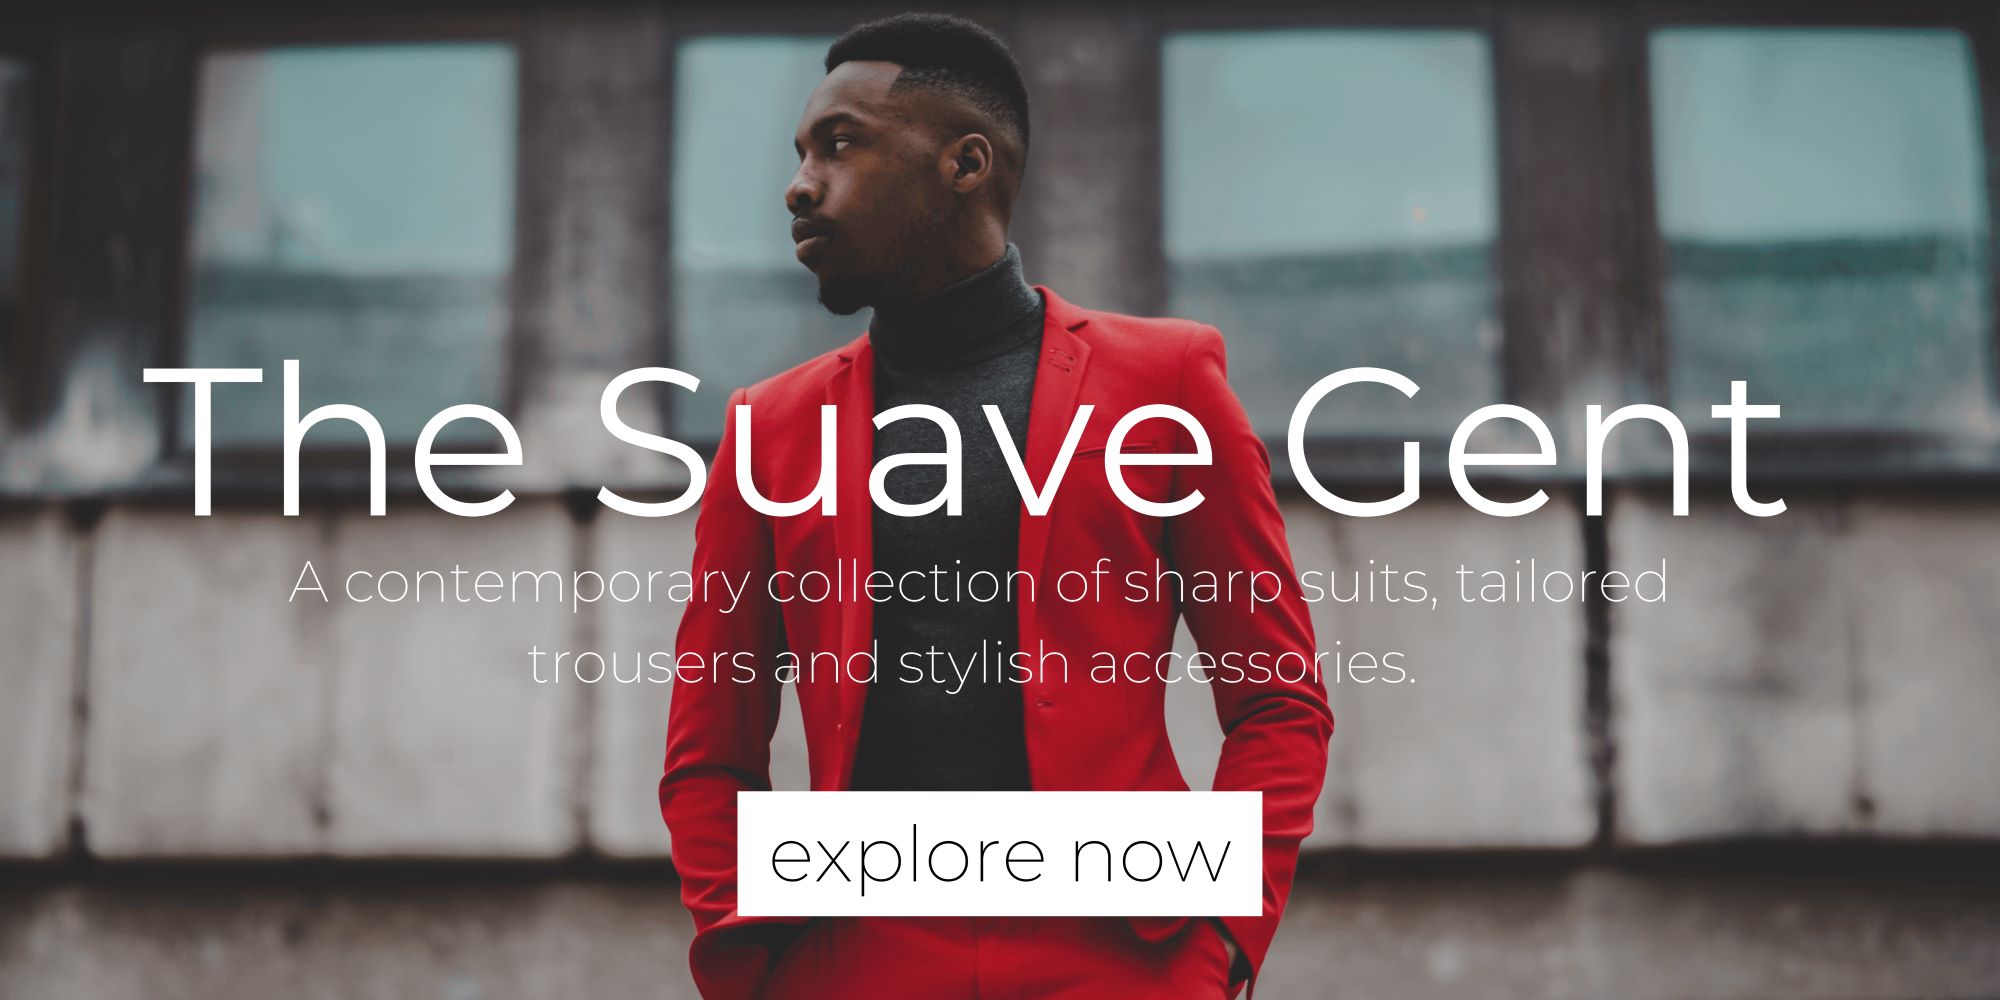 The Suave Gent
A contemporary collection of sharp suits, tailored
trousers and stylish accessories.
explore now